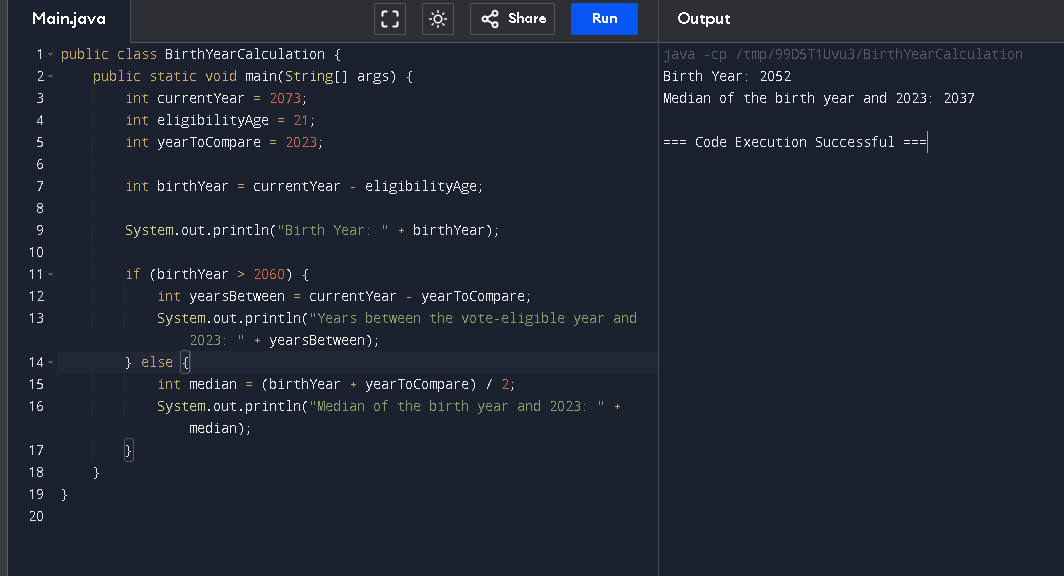 Main.java
Share
Run
Output
1 public class BirthYearCalculation {
2 public static void main(String[] args) {
3 int currentYear = 2073;
4 int eligibilityAge = 21;
5 int yearToCompare = 2023;
6
7 int birthYear = currentYear - eligibilityAge;
8
9 System.out.println("Birth Year: " + birthYear);
10
11 if (birthYear > 2060) {
12 int yearsBetween = currentYear - yearToCompare;
13 System.out.println("Years between the vote-eligible year and
2023: " + yearsBetween);
14 } else {
15 int median = (birthYear + yearToCompare) / 2;
16 System.out.println("Median of the birth year and 2023: " +
median);
17 }
18 }
19 }
20
java -cp /tmp/99D5T1Uvu3/BirthYearCalculation
Birth Year: 2052
Median of the birth year and 2023: 2037
=== Code Execution Successful ===